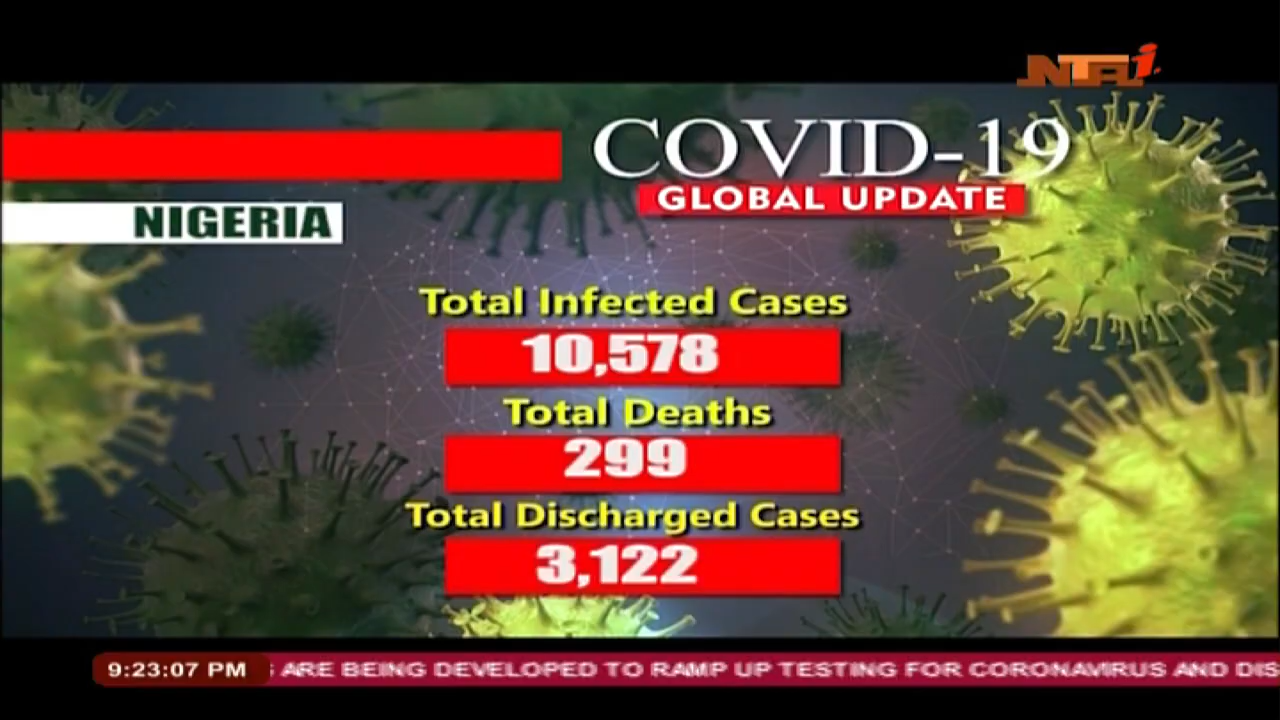 NTAi
COVID-19
GLOBAL UPDATE
NIGERIA
Total Infected Cases
10,578
Total Deaths
299
Total Discharged Cases
3,122
9:23:07 PM
ARE BEING DEVELOPED TO RAMP UP TESTING FOR CORONAVIRUS AND DIS